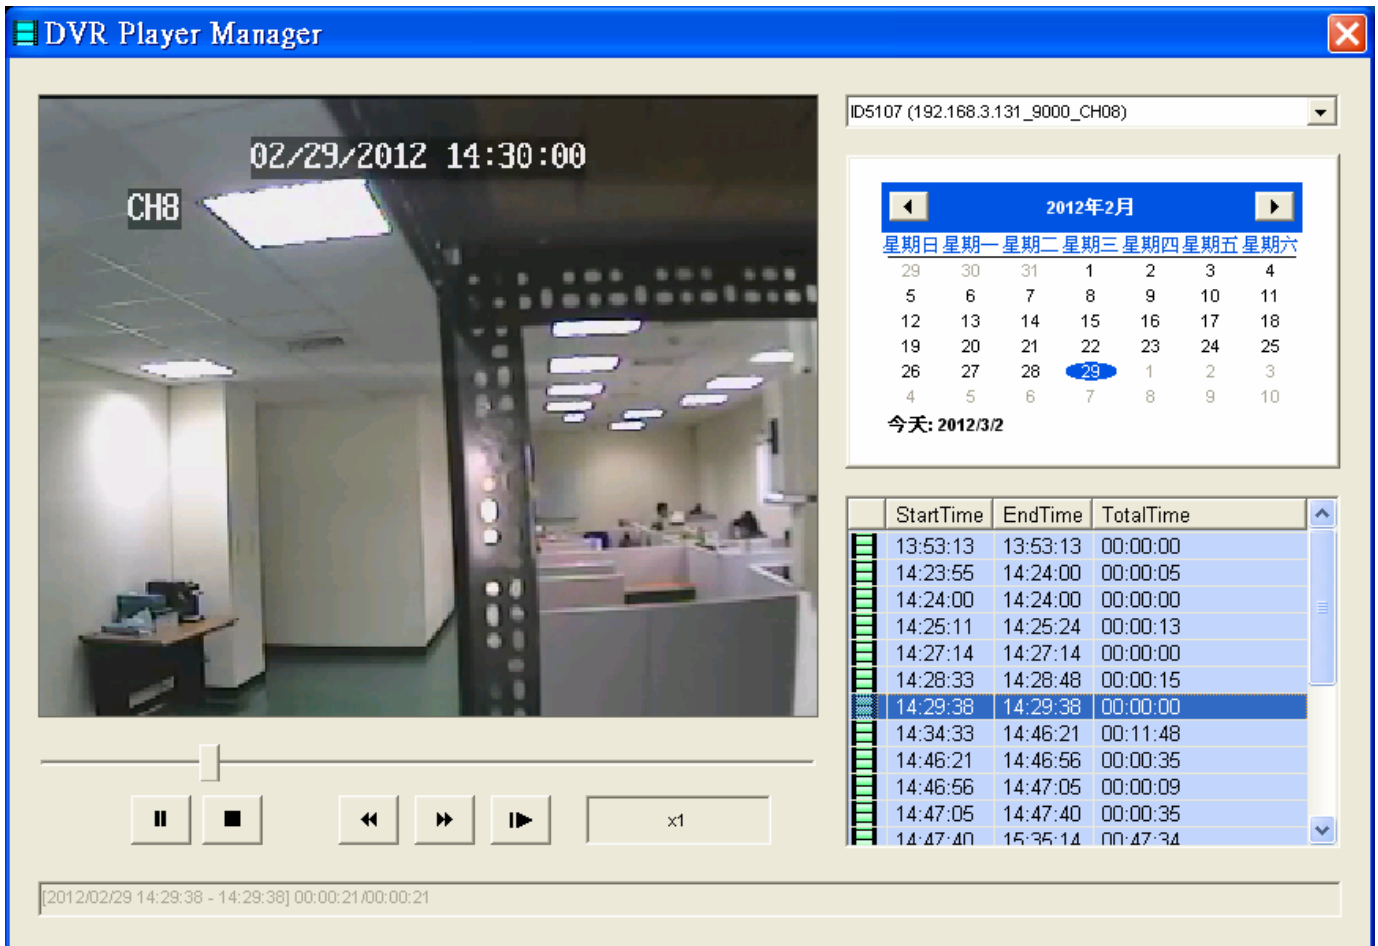 DVR Player Manager
02/29/2012 14:30:00
CH8
ID5107 (192.168.3.131_9000_CH08)
2012年2月
星期日 星期一 星期二 星期三 星期四 星期五 星期六
29 30 31 1 2 3 4
5 6 7 8 9 10 11
12 13 14 15 16 17 18
19 20 21 22 23 24 25
26 27 28 29 1 2 3
4 5 6 7 8 9 10
今天: 2012/3/2
StartTime EndTime TotalTime
13:53:13 13:53:13 00:00:00
14:23:55 14:24:00 00:00:05
14:24:00 14:24:00 00:00:00
14:25:11 14:25:24 00:00:13
14:27:14 14:27:14 00:00:00
14:28:33 14:28:48 00:00:15
14:29:38 14:29:38 00:00:00
14:34:33 14:46:21 00:11:48
14:46:21 14:46:56 00:00:35
14:46:56 14:47:05 00:00:09
14:47:05 14:47:40 00:00:35
14:47:40 15:35:14 00:47:34
x1
[2012/02/29 14:29:38 - 14:29:38] 00:00:21/00:00:21